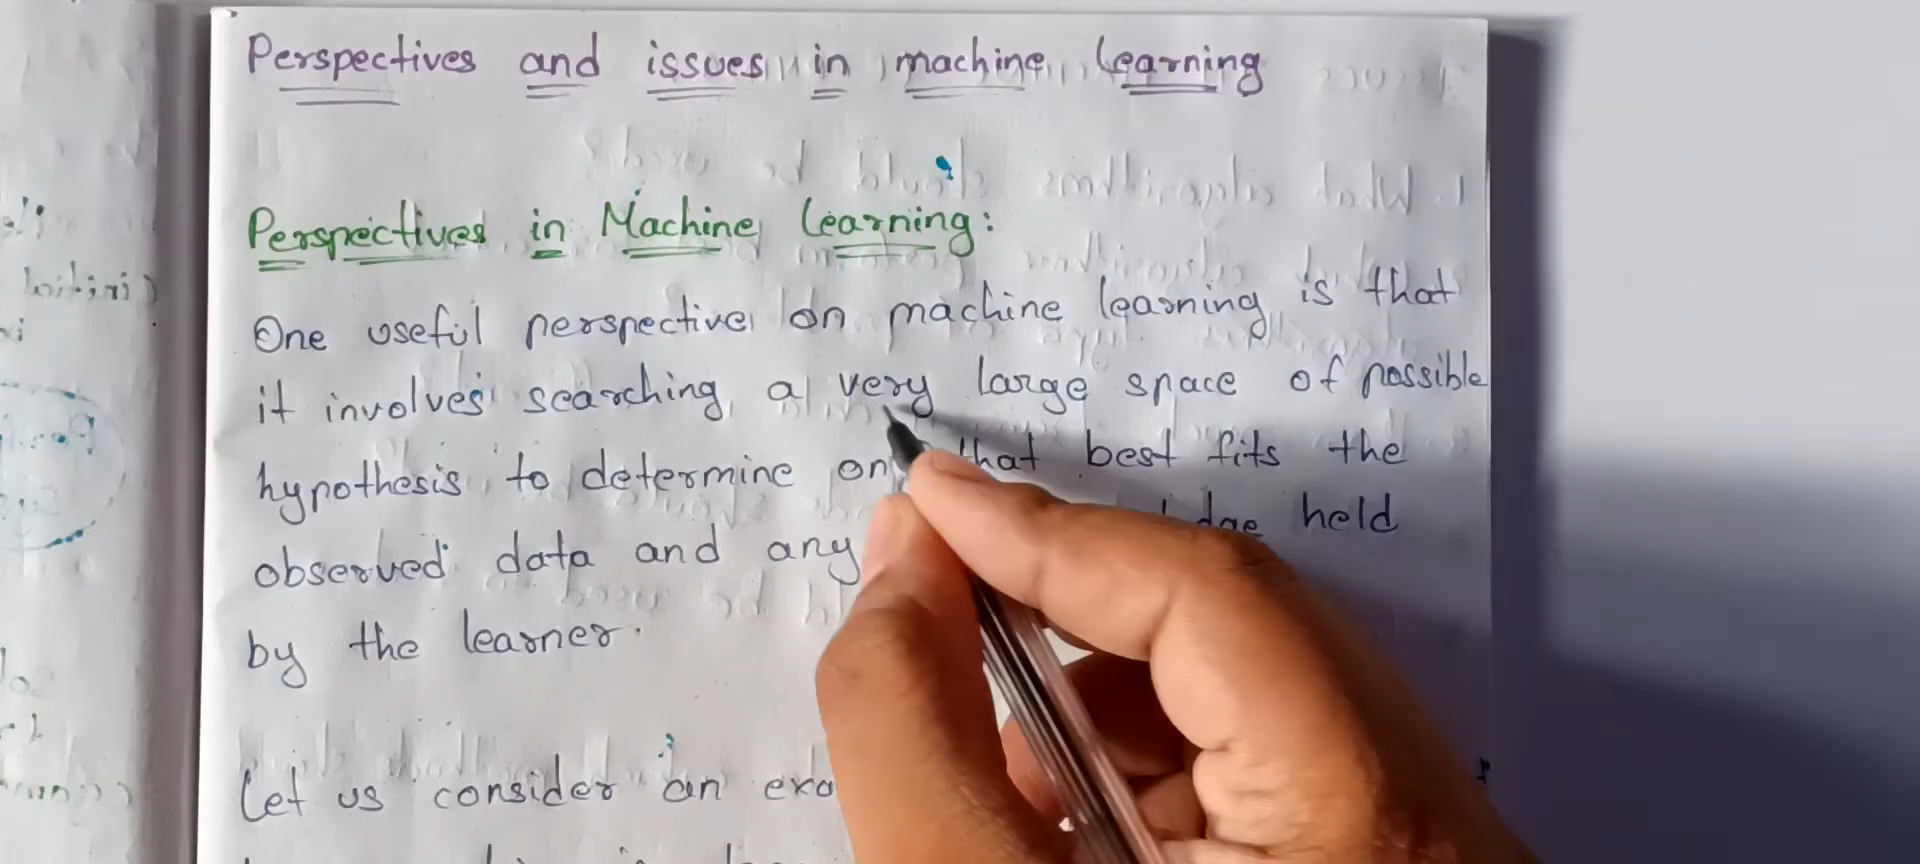 Perspectives and issues in machine learning
Perspectives in Machine Learning:
One useful perspective on machine learning is that
it involves searching a very large space of possible
hypothesis to determine on that best fits the
observed data and any held
by the learner.
Let us consider an